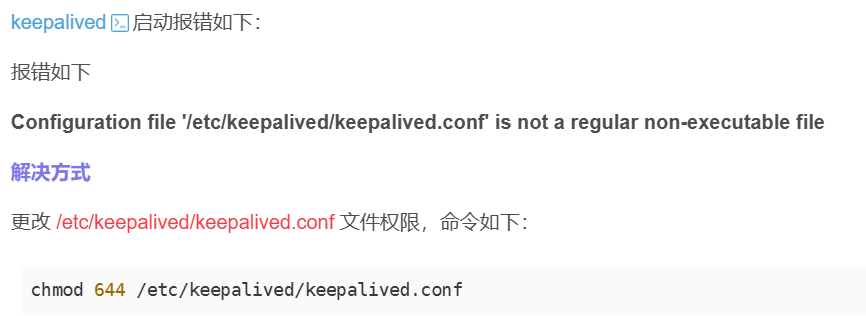 keepalived 启动报错如下：
报错如下
Configuration file '/etc/keepalived/keepalived.conf' is not a regular non-executable file
解决方式
更改 /etc/keepalived/keepalived.conf 文件权限，命令如下：
chmod 644 /etc/keepalived/keepalived.conf